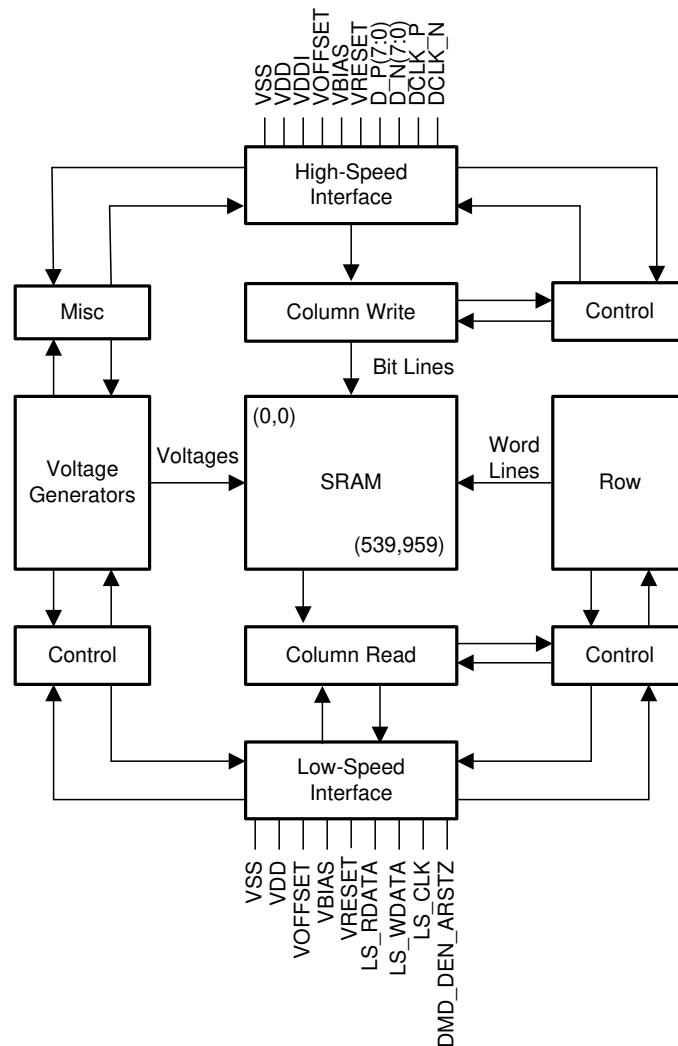 VSS
VDD
VDDI
VOFFSET
VBIAS
VRESET
D_P(7:0)
D_N(7:0)
DCLK_P
DCLK_N
High-Speed
Interface
Misc
Column Write
Control
Bit Lines
(0,0)
Voltage
Generators
Voltages
SRAM
Word
Lines
Row
(539,959)
Control
Column Read
Control
Low-Speed
Interface
VSS
VDD
VOFFSET
VBIAS
VRESET
LS_RDATA
LS_WDATA
LS_CLK
DMD_DEN_ARSTZ